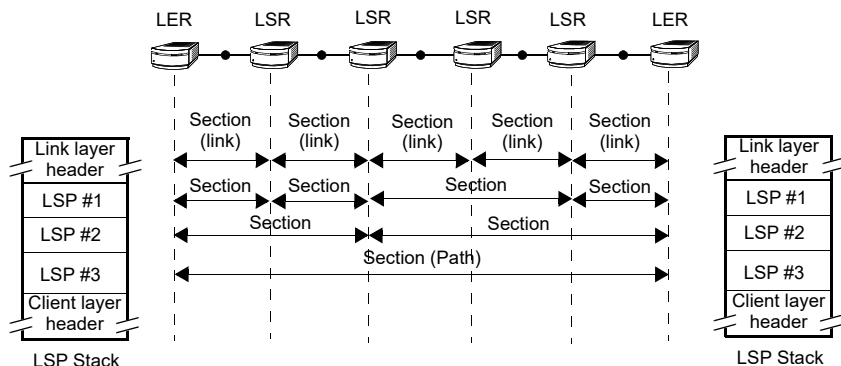 LER LSR LSR LSR LSR LER
Section Section Section Section Section
(link) (link) (link) (link) (link)
Link layer
header
LSP #1
LSP #2
LSP #3
Client layer
header
LSP Stack
Section Section Section Section
Section Section
Section (Path)
Link layer
header
LSP #1
LSP #2
LSP #3
Client layer
header
LSP Stack